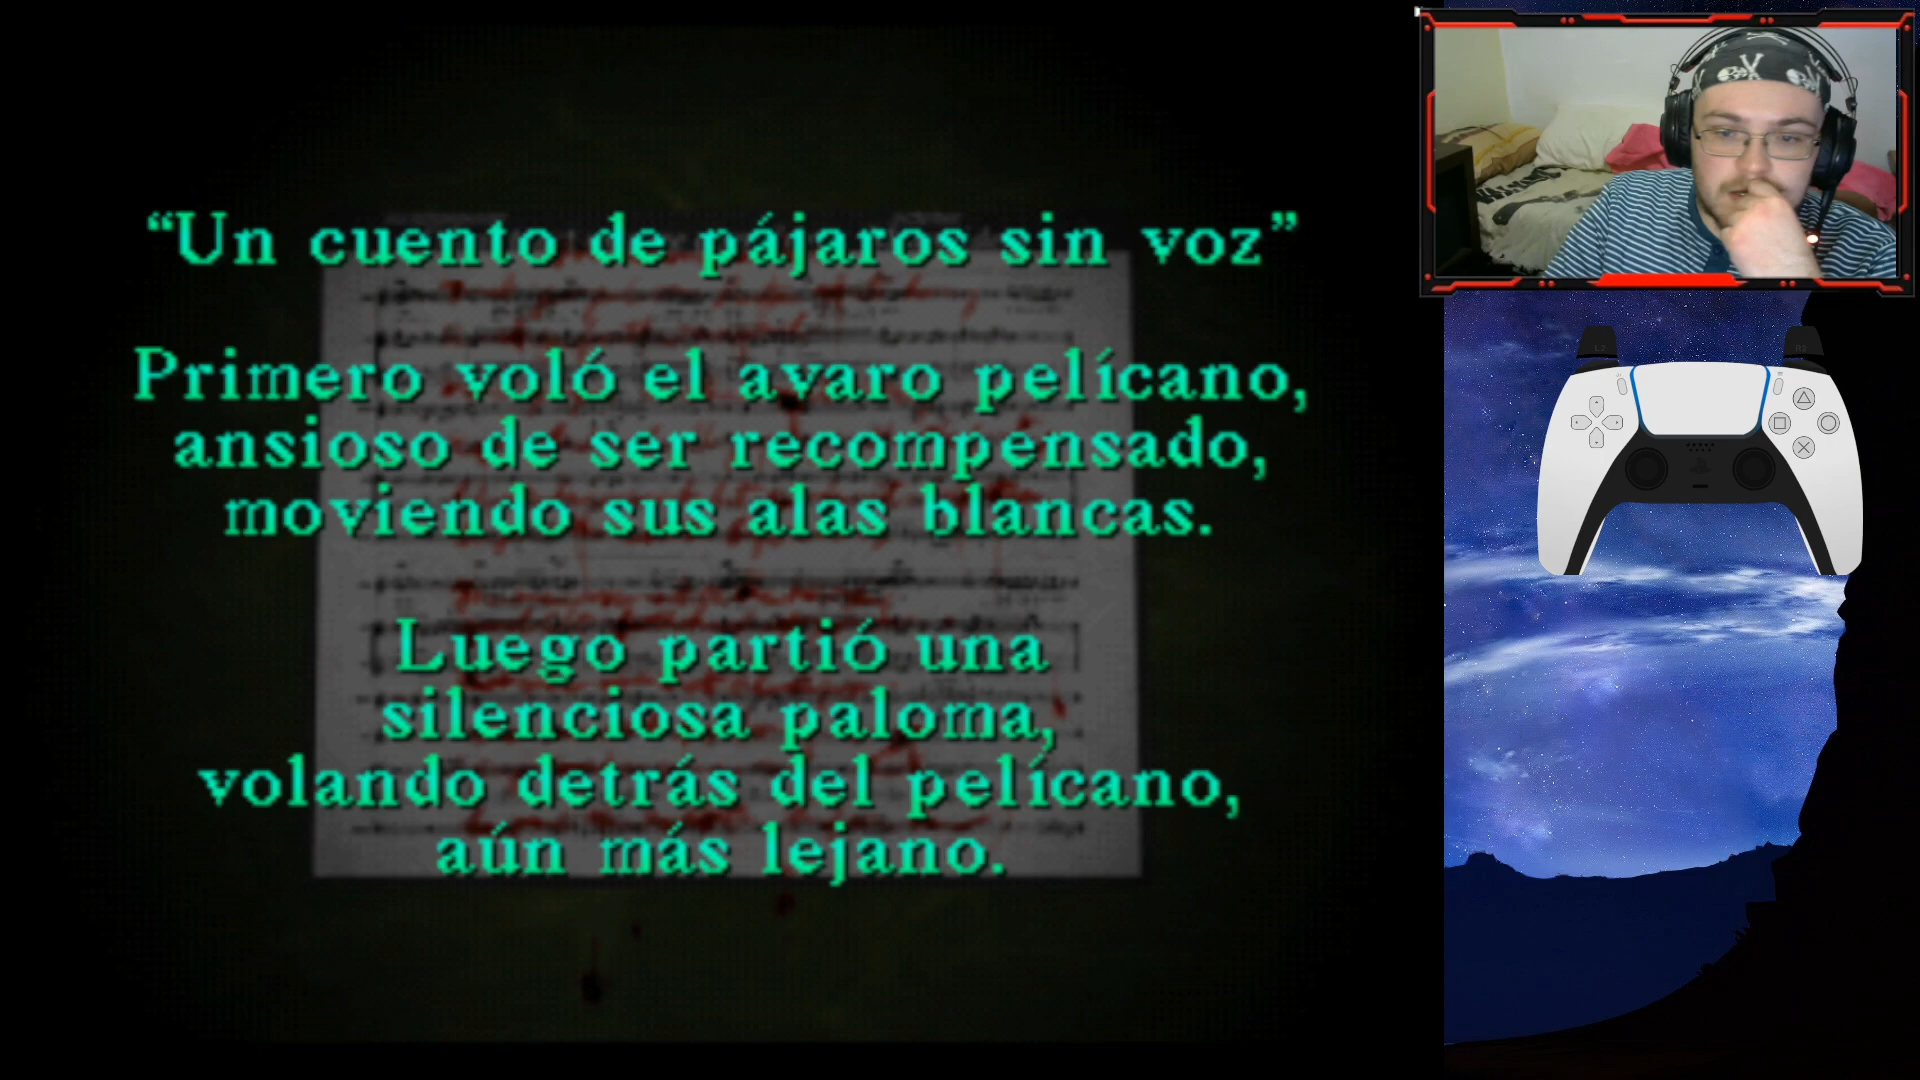 “Un cuento de pájaros sin voz”
Primero voló el avaro pelícano,
ansioso de ser recompensado,
moviendo sus alas blancas.
Luego partió una
silenciosa paloma,
volando detrás del pelícano,
aún más lejano.